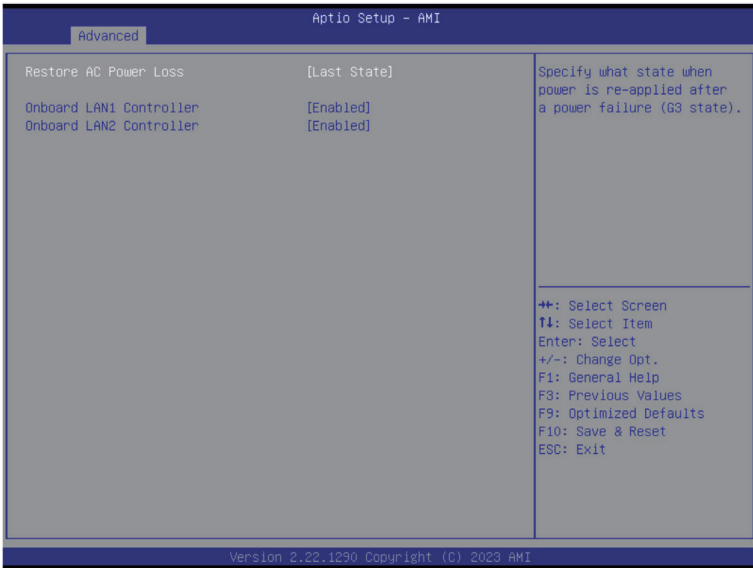 Aptio Setup – AMI
Advanced
Restore AC Power Loss [Last State]
Onboard LAN1 Controller [Enabled]
Onboard LAN2 Controller [Enabled]
Specify what state when
power is re-applied after
a power failure (G3 state).
→←: Select Screen
↑↓: Select Item
Enter: Select
+/-: Change Opt.
F1: General Help
F3: Previous Values
F9: Optimized Defaults
F10: Save & Reset
ESC: Exit
Version 2.22.1290 Copyright (C) 2023 AMI